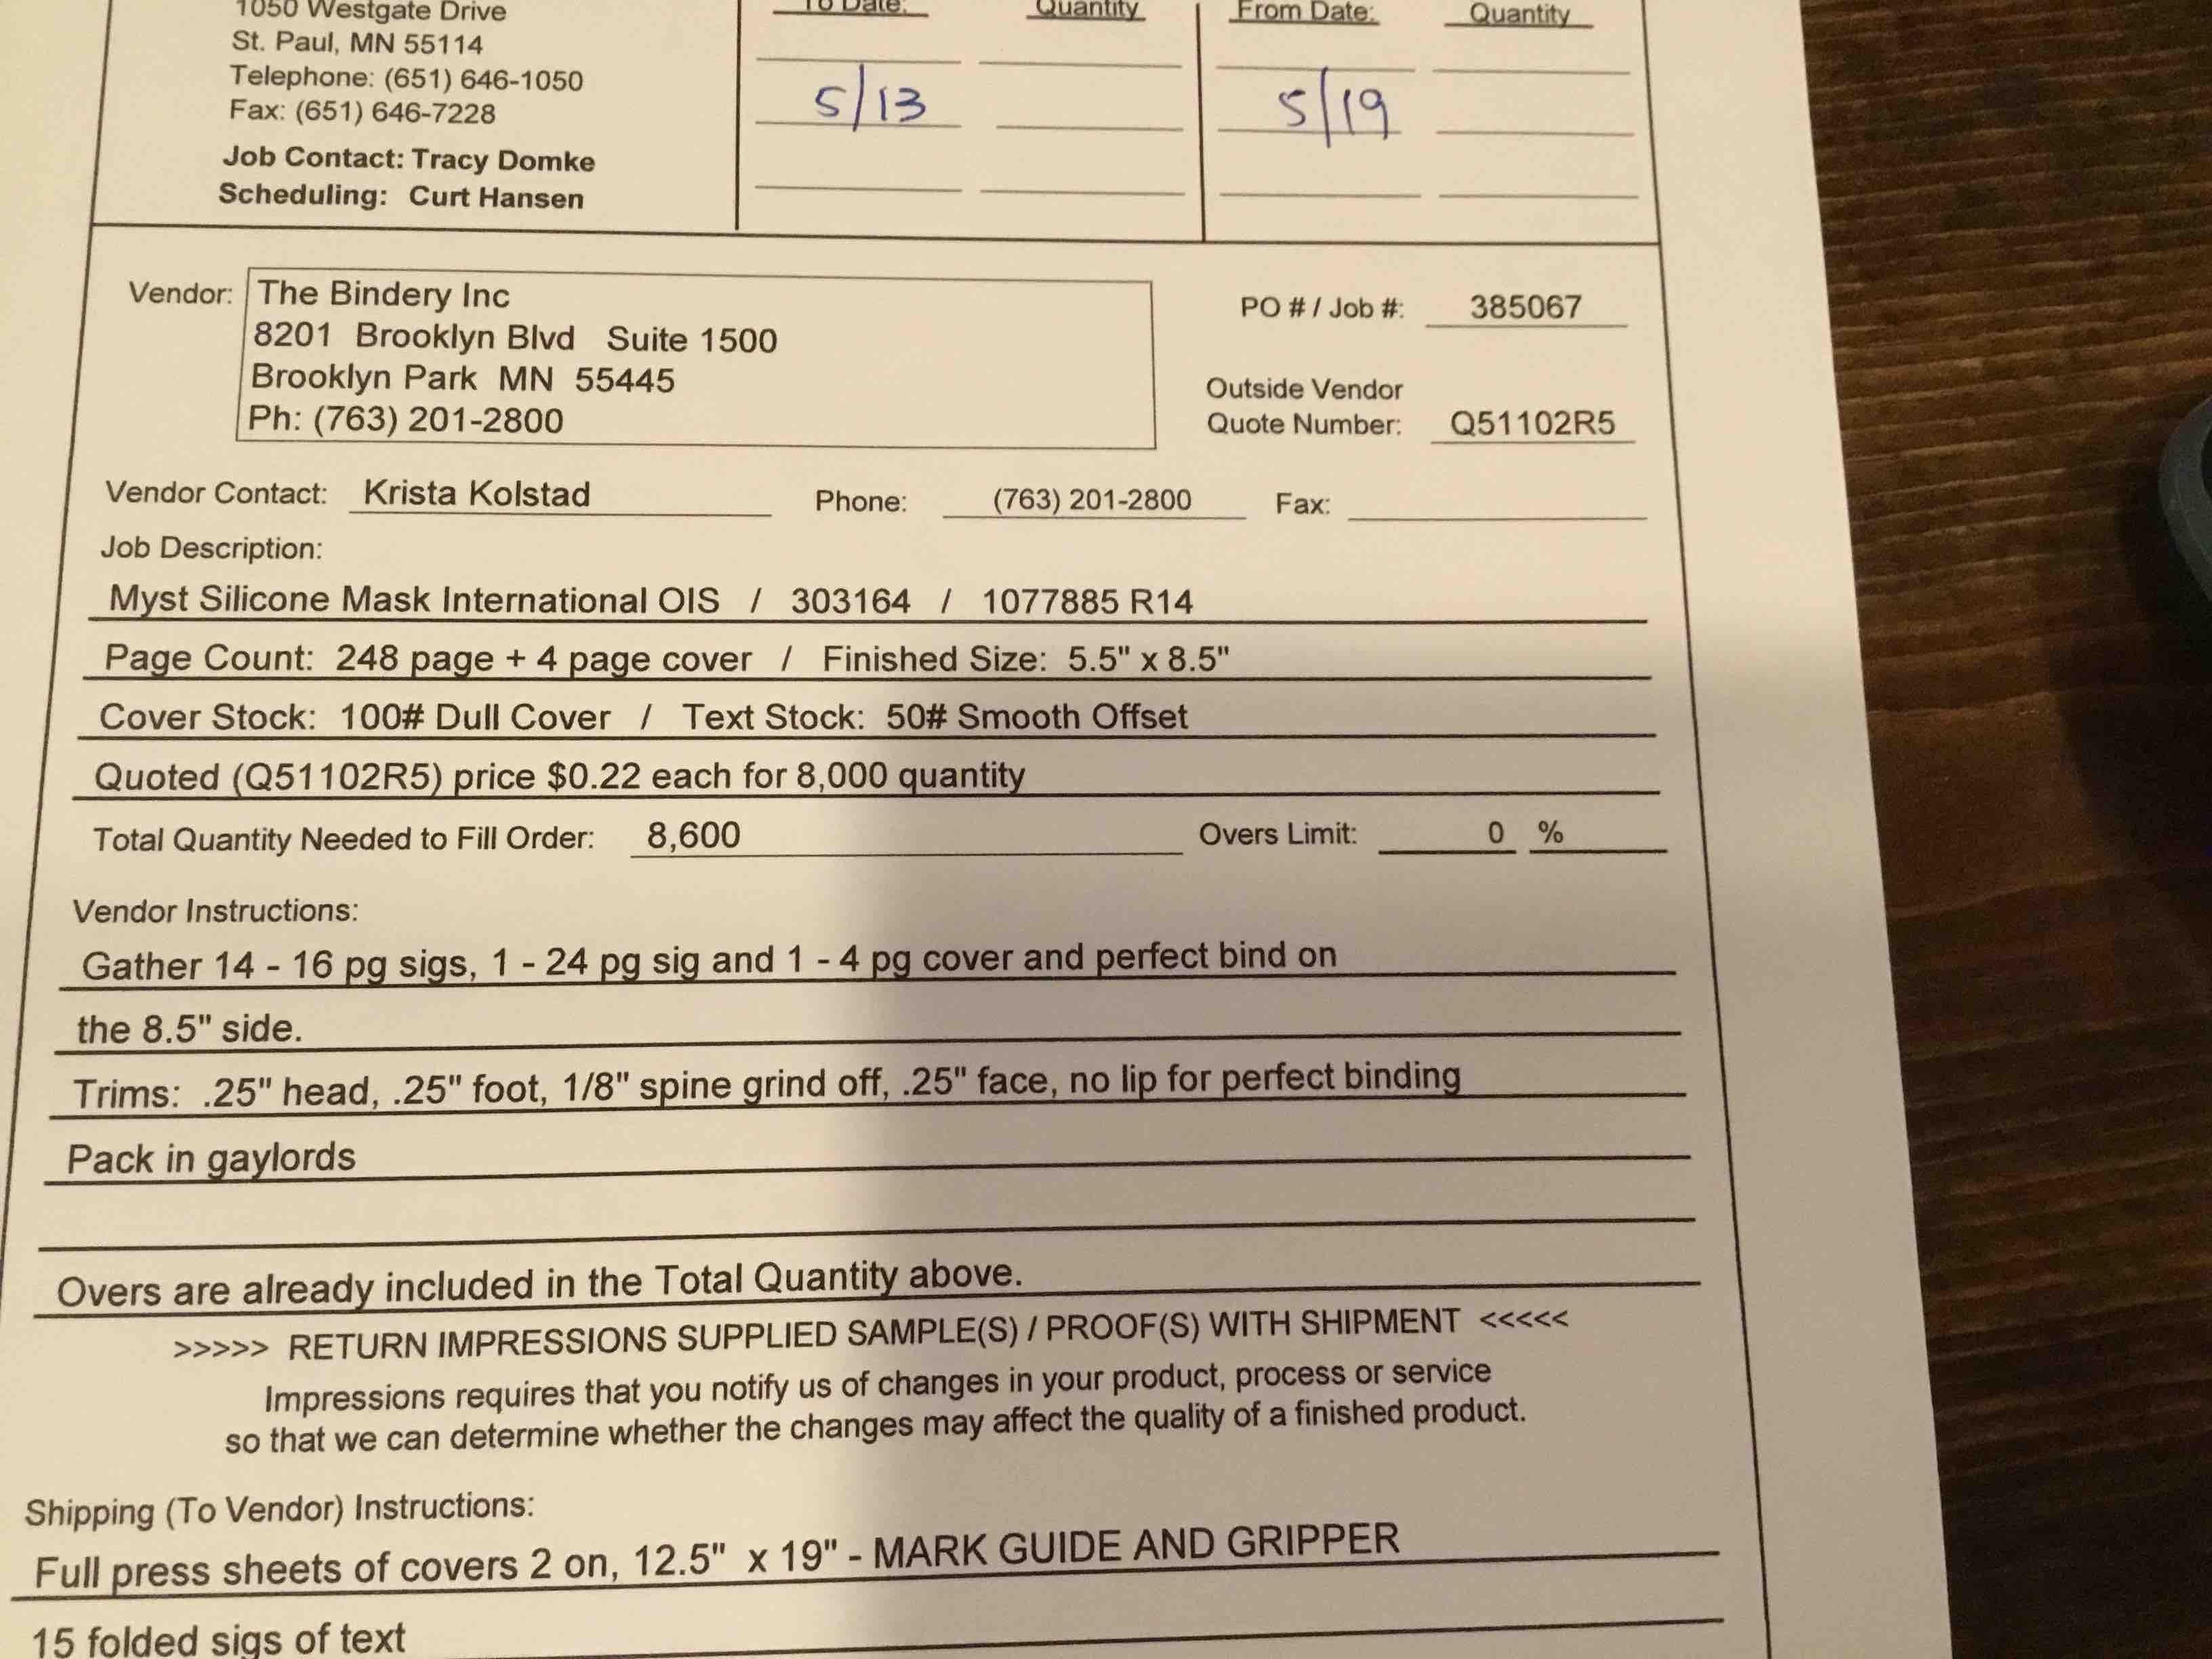 1050 Westgate Drive
St. Paul, MN 55114
Telephone: (651) 646-1050
Fax: (651) 646-7228
Job Contact: Tracy Domke
Scheduling: Curt Hansen
To Date: Quantity From Date: Quantity
5/13 5/19
Vendor: The Bindery Inc
8201 Brooklyn Blvd Suite 1500
Brooklyn Park MN 55445
Ph: (763) 201-2800
PO # / Job #: 385067
Outside Vendor
Quote Number: Q51102R5
Vendor Contact: Krista Kolstad Phone: (763) 201-2800 Fax:
Job Description:
Myst Silicone Mask International OIS / 303164 / 1077885 R14
Page Count: 248 page + 4 page cover / Finished Size: 5.5" x 8.5"
Cover Stock: 100# Dull Cover / Text Stock: 50# Smooth Offset
Quoted (Q51102R5) price $0.22 each for 8,000 quantity
Total Quantity Needed to Fill Order: 8,600 Overs Limit: 0 %
Vendor Instructions:
Gather 14 - 16 pg sigs, 1 - 24 pg sig and 1 - 4 pg cover and perfect bind on
the 8.5" side.
Trims: .25" head, .25" foot, 1/8" spine grind off, .25" face, no lip for perfect binding
Pack in gaylords
Overs are already included in the Total Quantity above.
>>>>> RETURN IMPRESSIONS SUPPLIED SAMPLE(S) / PROOF(S) WITH SHIPMENT <<<<<
Impressions requires that you notify us of changes in your product, process or service
so that we can determine whether the changes may affect the quality of a finished product.
Shipping (To Vendor) Instructions:
Full press sheets of covers 2 on, 12.5" x 19" - MARK GUIDE AND GRIPPER
15 folded sigs of text